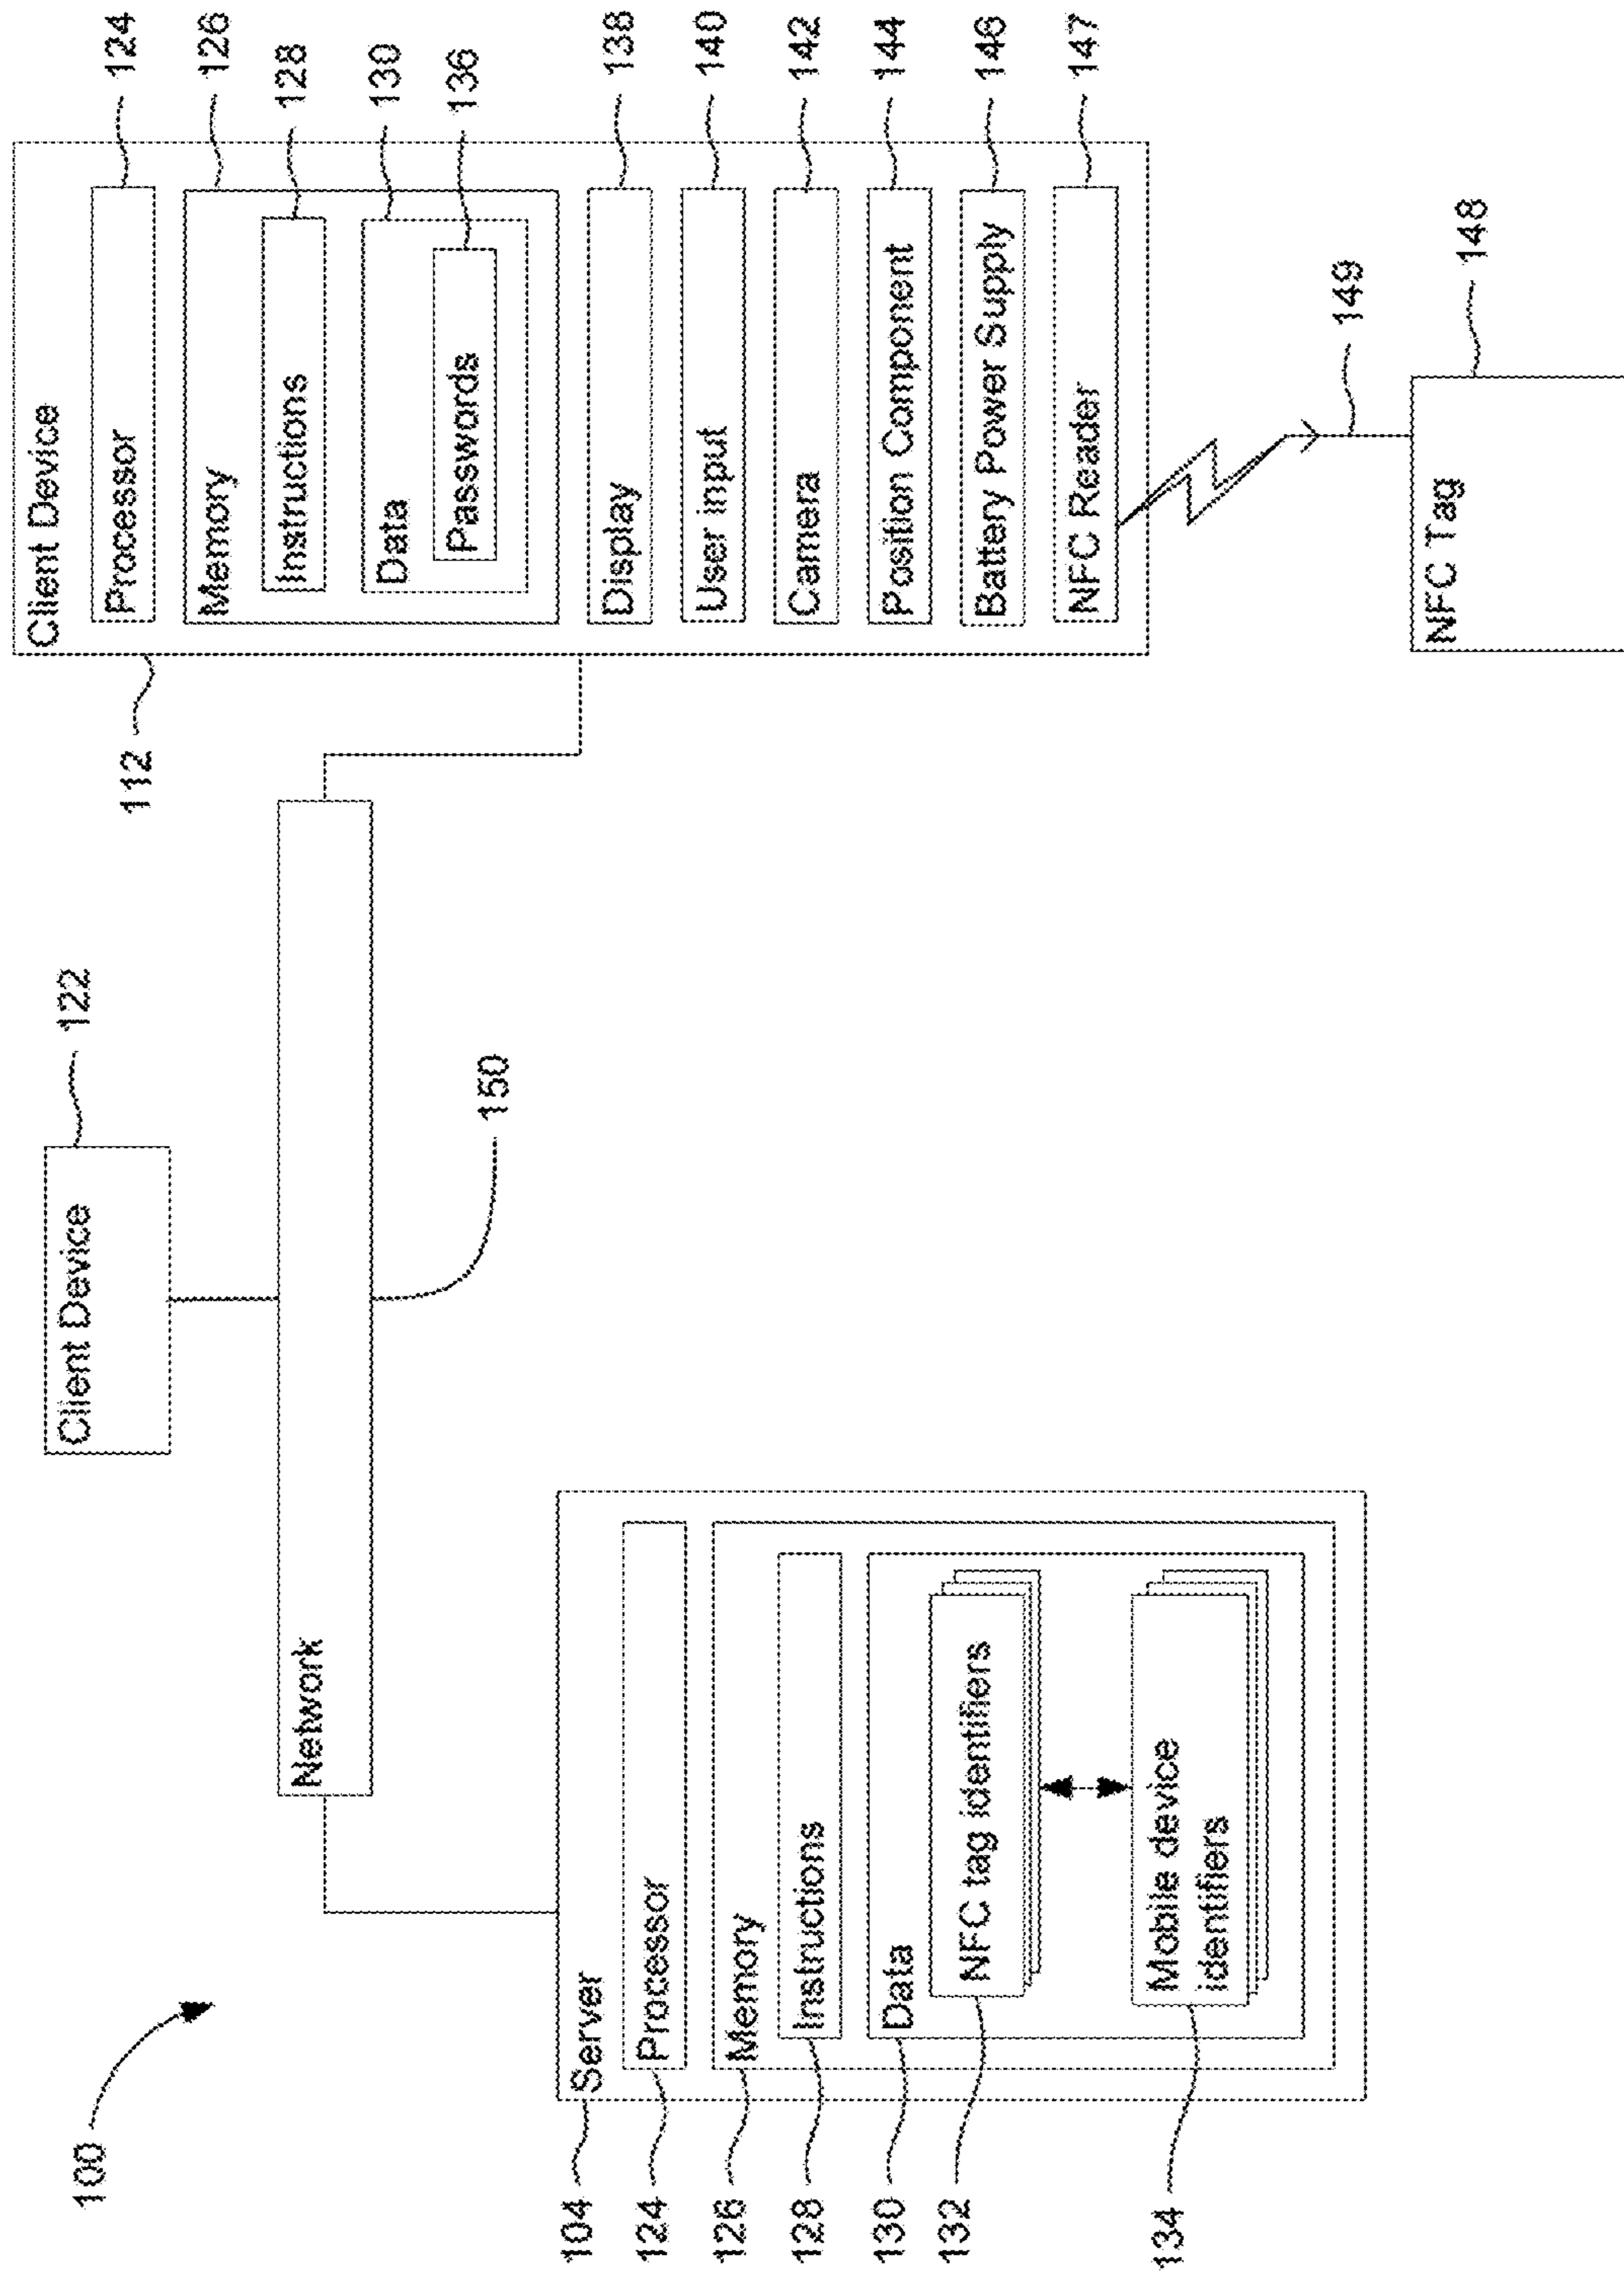 100
Client Device
122
Network
150
104
Server
124
Processor
126
Memory
128
Instructions
130
Data
132
NFC tag identifiers
134
Mobile device
identifiers
112
Client Device
Processor
124
Memory
126
Instructions
128
Data
130
Passwords
136
Display
138
User input
140
Camera
142
Position Component
144
Battery Power Supply
146
NFC Reader
147
149
NFC Tag
148